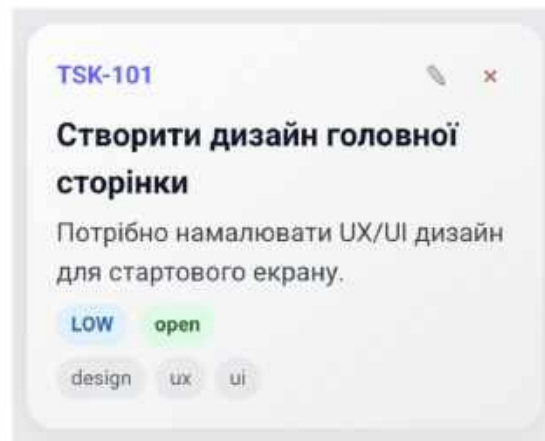 TSK-101
Створити дизайн головної
сторінки
Потрібно намалювати UX/UI дизайн
для стартового екрану.
LOW open
design ux ui